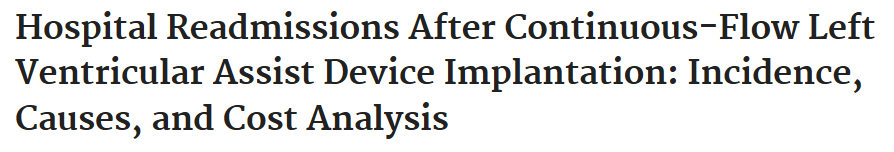 Hospital Readmissions After Continuous-Flow Left
Ventricular Assist Device Implantation: Incidence,
Causes, and Cost Analysis